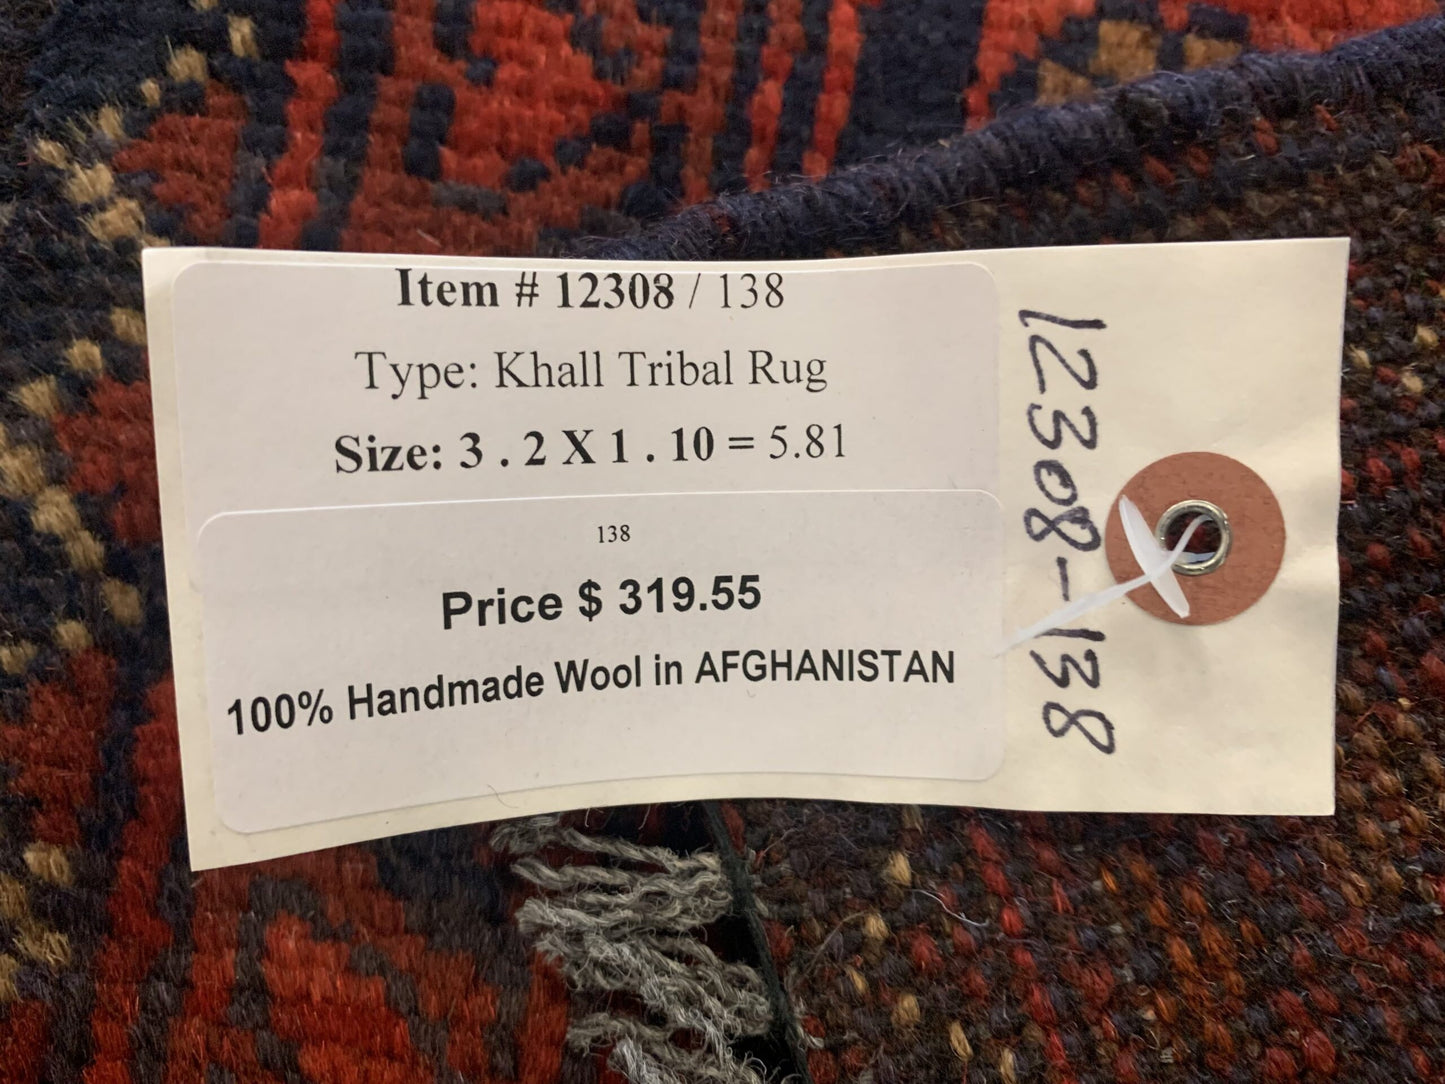 Item # 12308 / 138
Type: Khall Tribal Rug
Size: 3 . 2 X 1 . 10 = 5.81
138
Price $ 319.55
100% Handmade Wool in AFGHANISTAN
12308-138